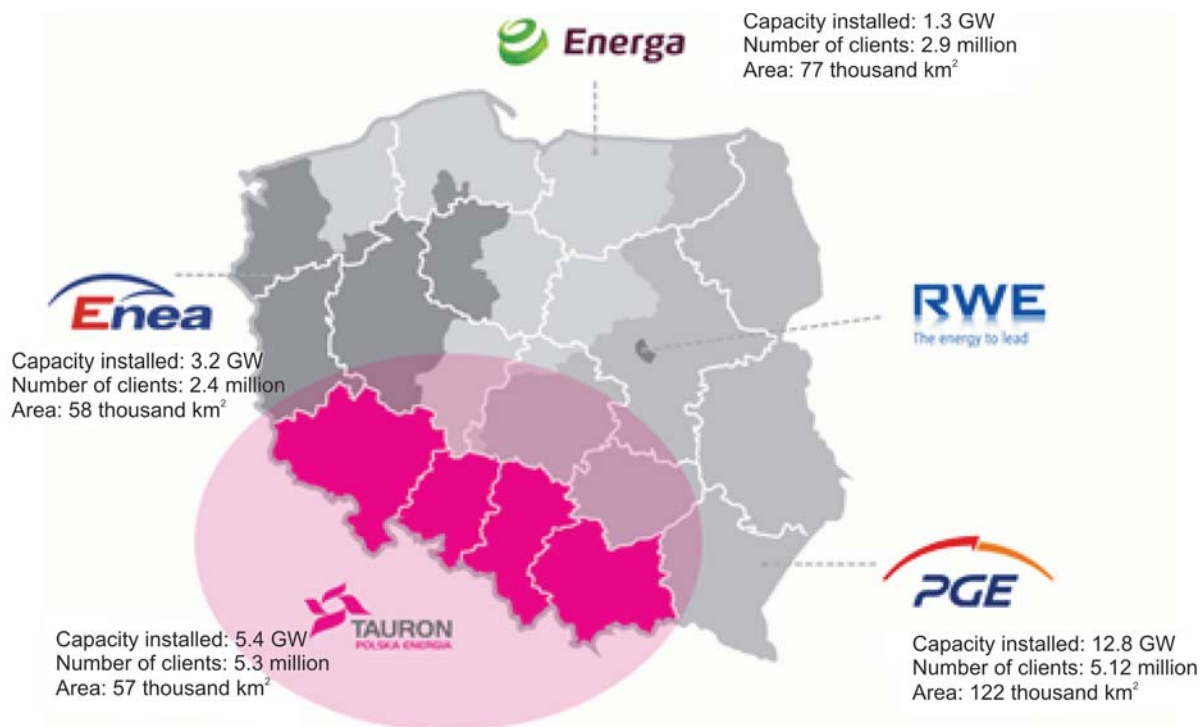 Energa
Capacity installed: 1.3 GW
Number of clients: 2.9 million
Area: 77 thousand km²
Enea
Capacity installed: 3.2 GW
Number of clients: 2.4 million
Area: 58 thousand km²
RWE
The energy to lead
TAURON
POLSKA ENERGIA
Capacity installed: 5.4 GW
Number of clients: 5.3 million
Area: 57 thousand km²
PGE
Capacity installed: 12.8 GW
Number of clients: 5.12 million
Area: 122 thousand km²